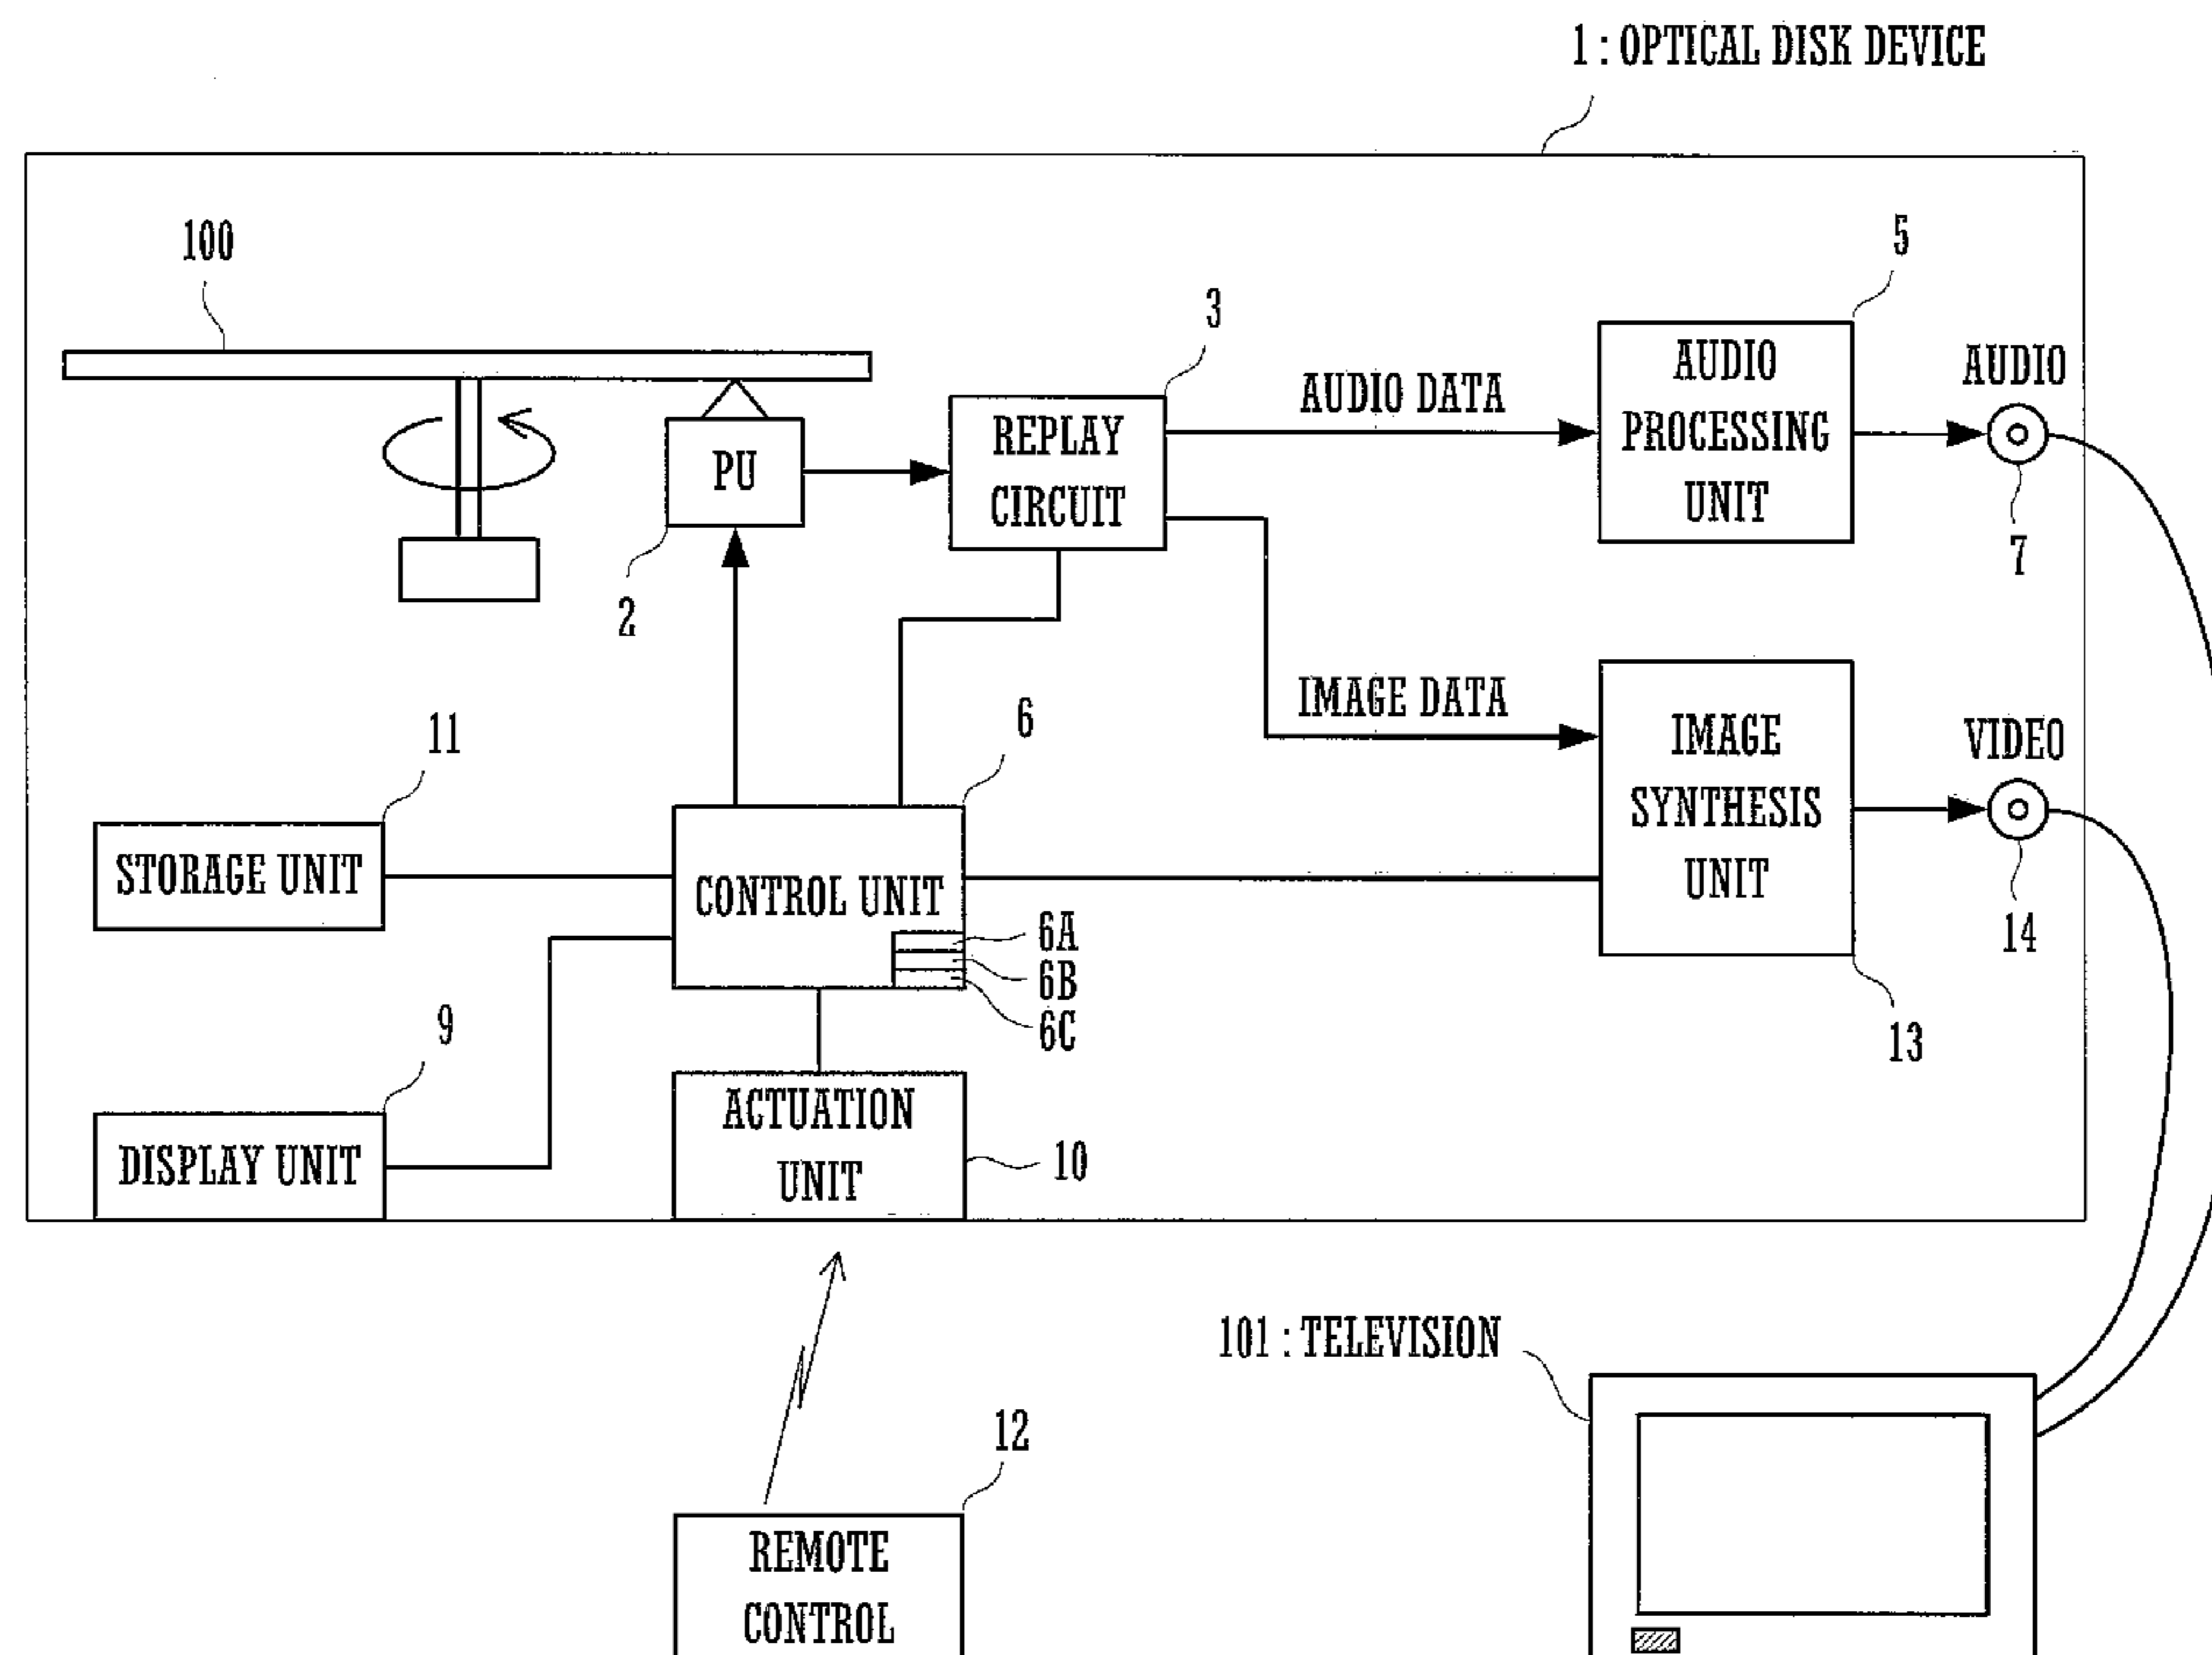 1 : OPTICAL DISK DEVICE
100
5
3
AUDIO
PROCESSING
UNIT
AUDIO
AUDIO DATA
REPLAY
CIRCUIT
PU
7
2
IMAGE DATA
IMAGE
SYNTHESIS
UNIT
VIDEO
11
6
STORAGE UNIT
CONTROL UNIT
6A
6B
6C
14
13
9
ACTUATION
UNIT
10
DISPLAY UNIT
101 : TELEVISION
12
REMOTE
CONTROL